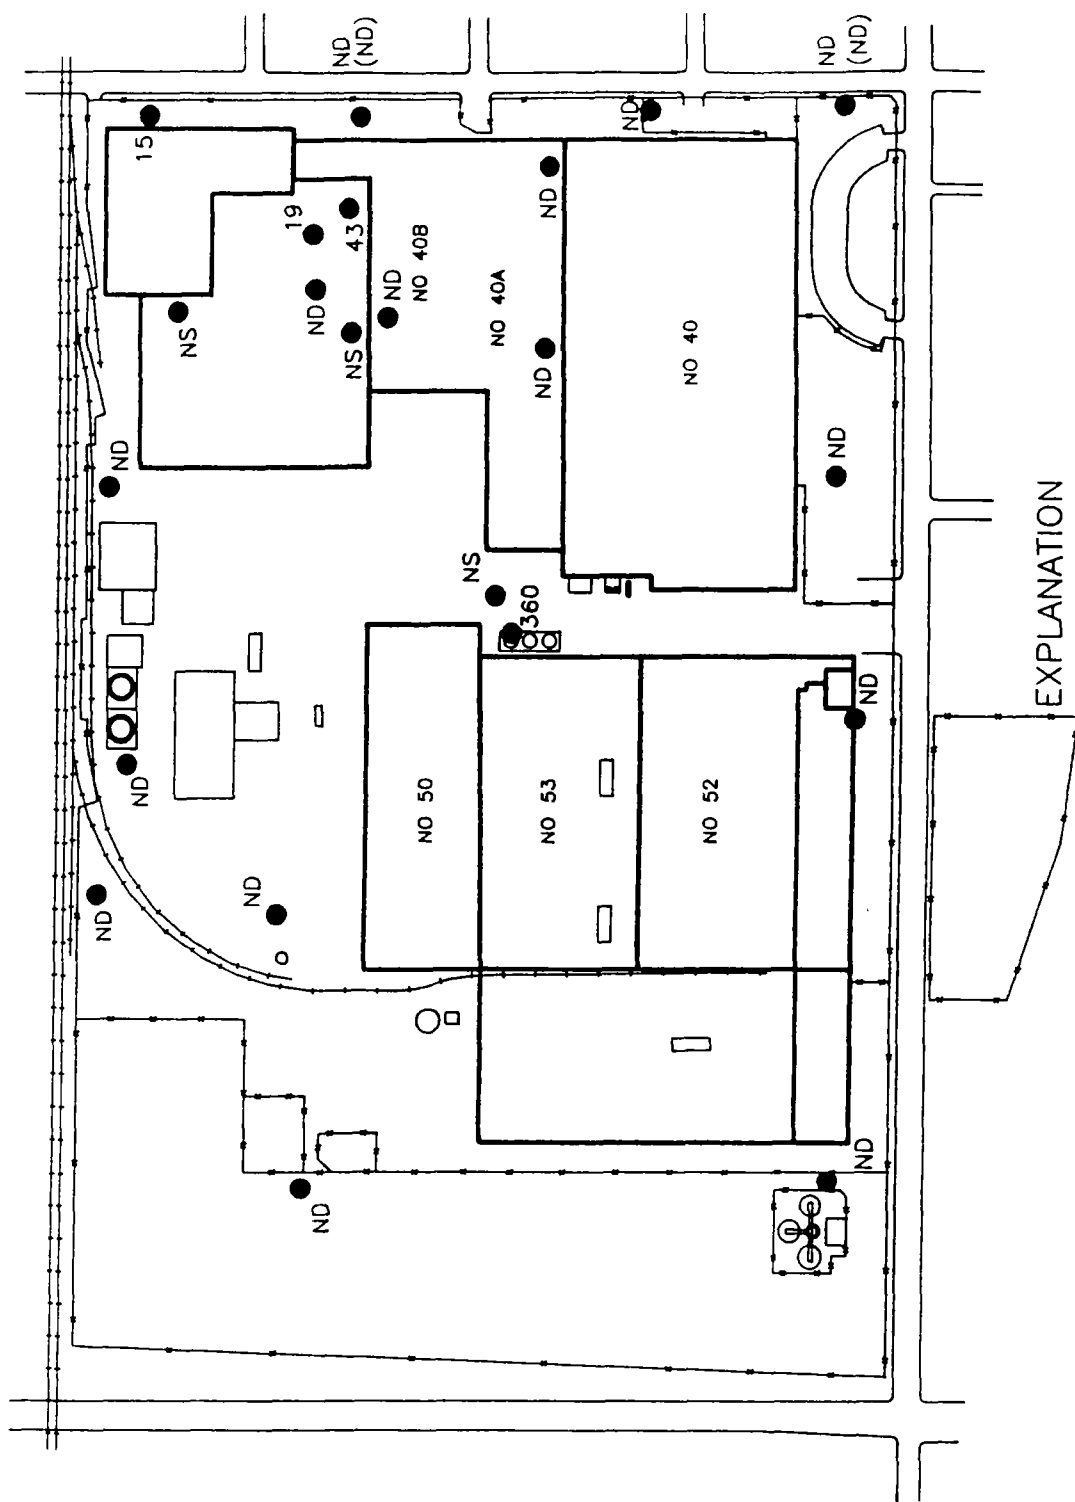 ND
(ND)
ND
(ND)
15
ND
19
43
ND
ND
NO 40B
NS
ND
NS
NO 40A
ND
NO 40
ND
ND
NS
360
ND
ND
NO 50
NO 53
NO 52
ND
ND
ND
ND
EXPLANATION